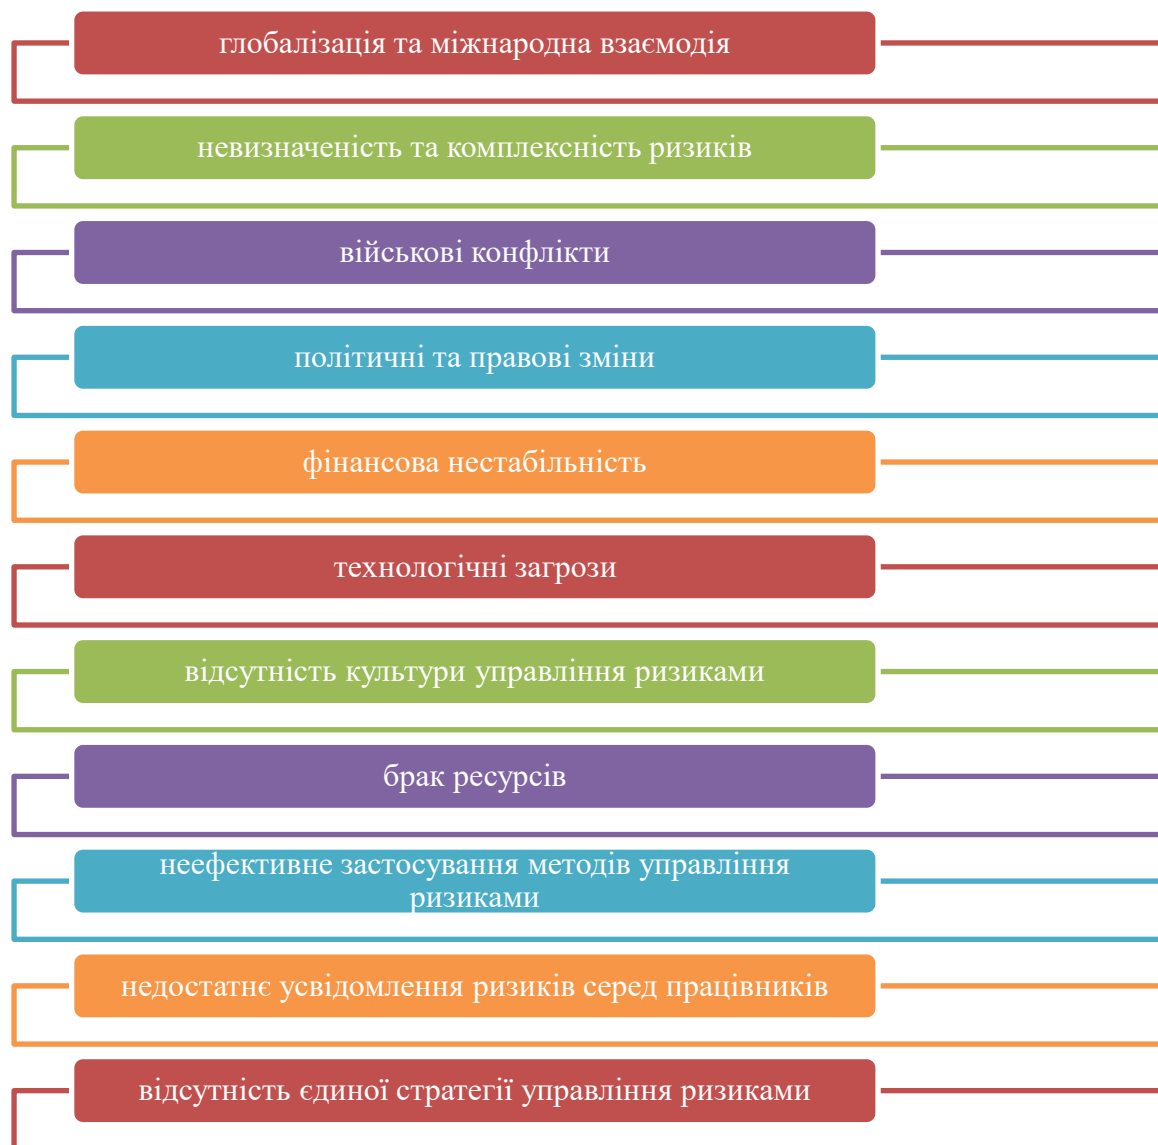 глобалізація та міжнародна взаємодія
невизначеність та комплексність ризиків
військові конфлікти
політичні та правові зміни
фінансова нестабільність
технологічні загрози
відсутність культури управління ризиками
брак ресурсів
неефективне застосування методів управління
ризиками
недостатнє усвідомлення ризиків серед працівників
відсутність єдиної стратегії управління ризиками